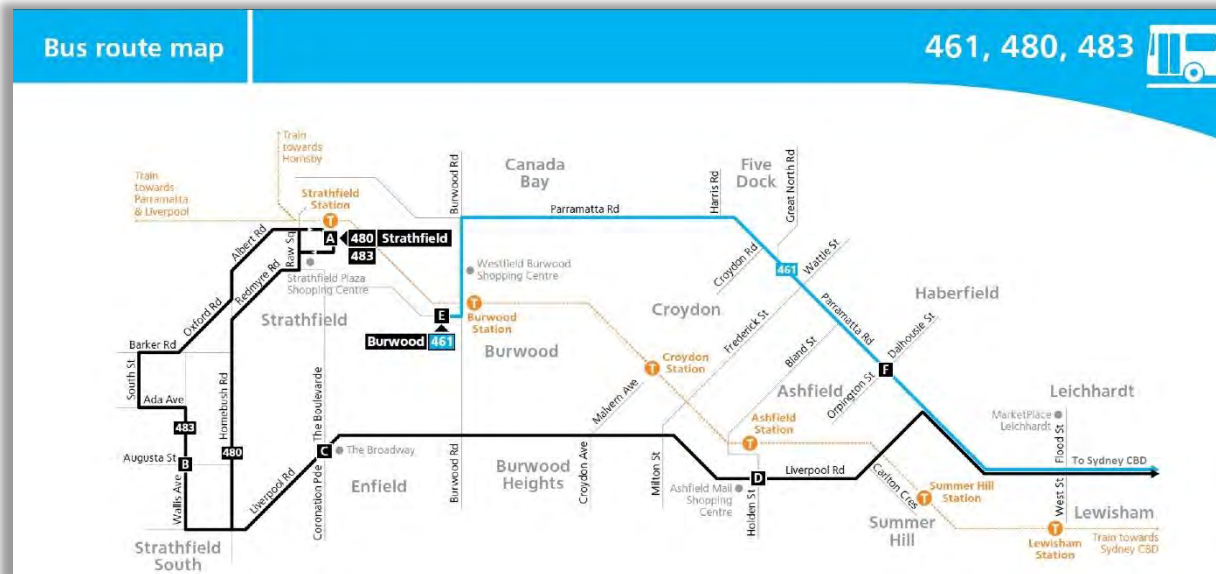 Bus route map
461, 480, 483
Train
towards
Hornsby
Train
towards
Parramatta
& Liverpool
Strathfield
Station
T
A
480 Strathfield
483
Albert Rd
Raw Sq
Redmyre Rd
Oxford Rd
Strathfield Plaza
Shopping Centre
Strathfield
Barker Rd
South St
Ada Ave
483
Augusta St
B
Wallis Ave
Homebush Rd
480
Strathfield
South
Liverpool Rd
The Boulevarde
C
The Broadway
Coronation Pde
Enfield
Burwood Rd
Canada
Bay
Parramatta Rd
Westfield Burwood
Shopping Centre
E
T
Burwood
Station
Burwood 461
Burwood
Burwood Rd
Burwood
Heights
Croydon Ave
Malvern Ave
Milton St
Croydon
T
Croydon
Station
Frederick St
Wattle St
Harris Rd
Five
Dock
Great North Rd
Croydon Rd
461
Parramatta Rd
Haberfield
Bland St
Dalhousie St
F
Orpington St
Ashfield
Ashfield
Station
T
D
Ashfield Mall
Shopping
Centre
Holden St
Liverpool Rd
Carlton Cres
T
Summer Hill
Station
Summer
Hill
Leichhardt
MarketPlace
Leichhardt
Flood St
To Sydney CBD
West St
Lewisham
T
Lewisham
Station
Train towards
Sydney CBD